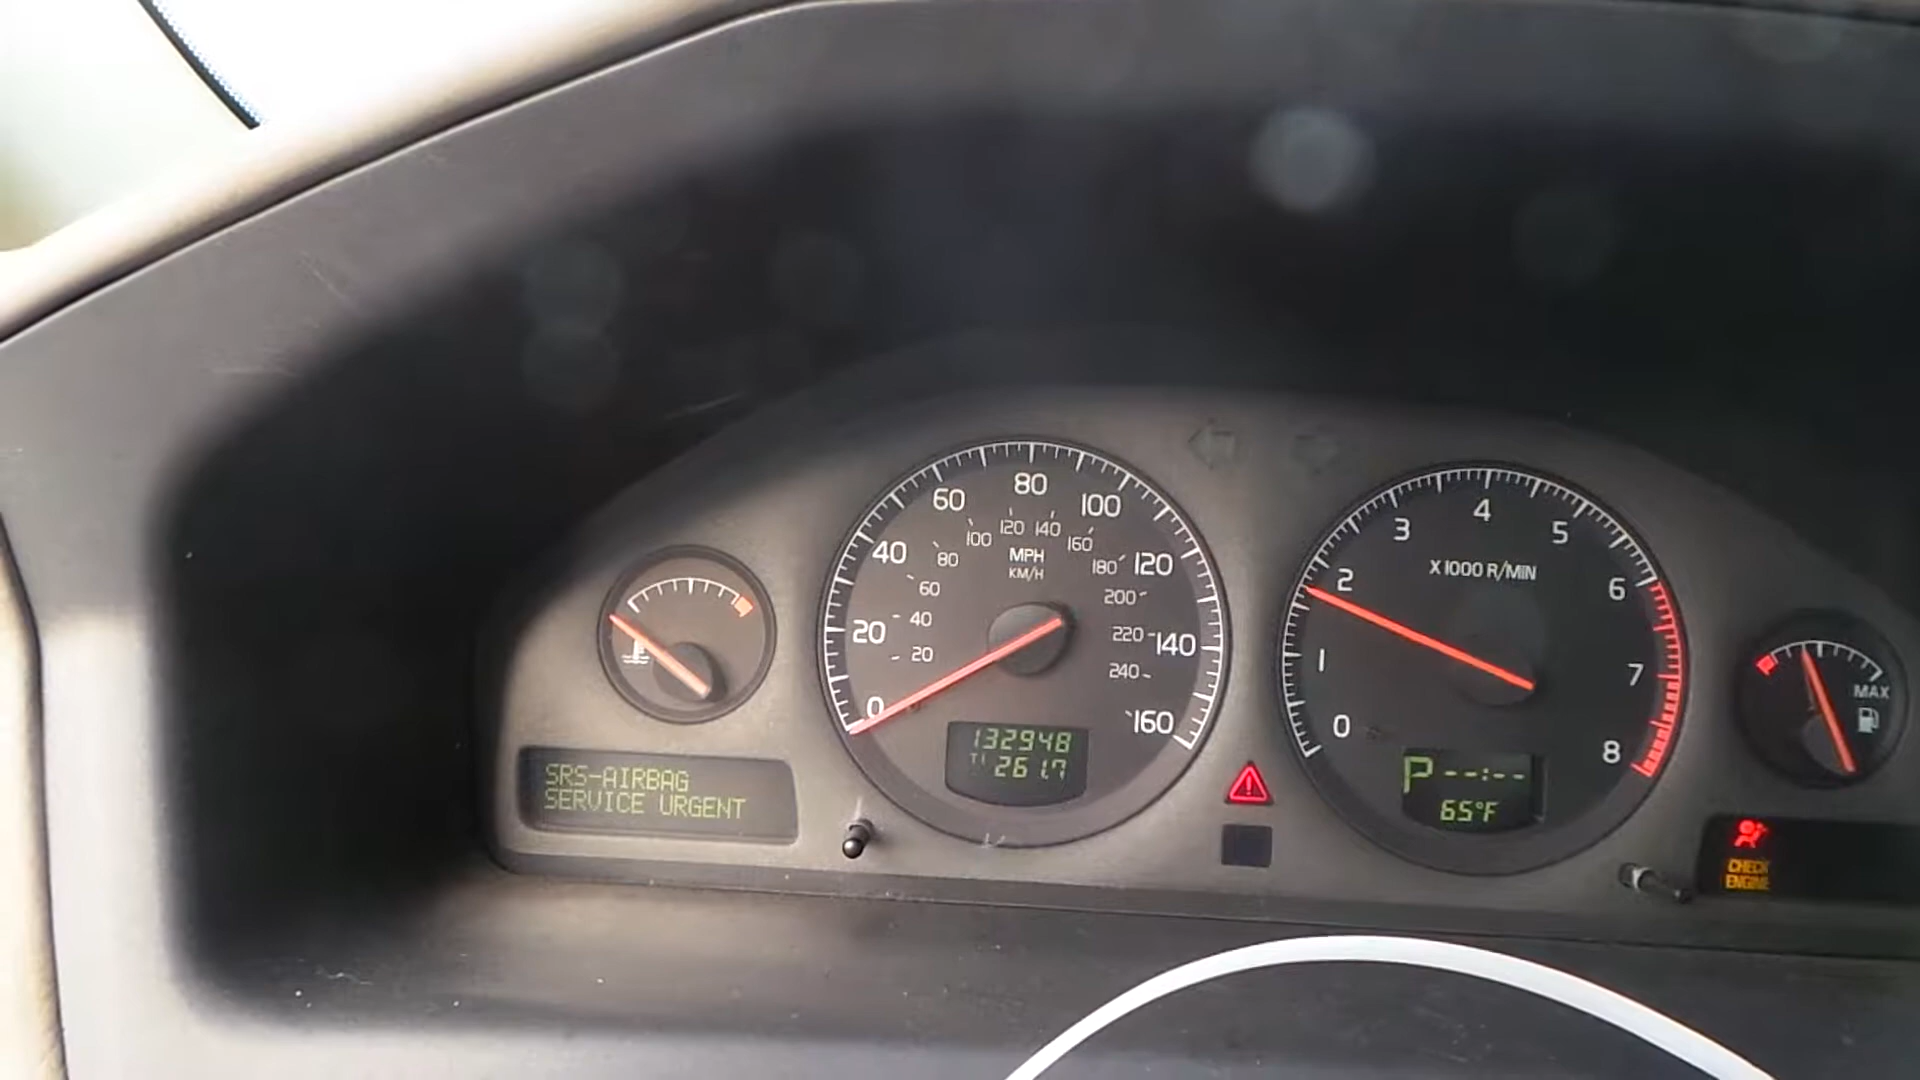 60 80 100
40 120
20 140
0 160
100 120 140 160
80 180
60 200
40 220
20 240
MPH
KM/H
132948
T1 261.7
SRS-AIRBAG
SERVICE URGENT
3 4 5
2 6
1 7
0 8
X1000 R/MIN
P --:--
65°F
MAX
CHECK
ENGINE